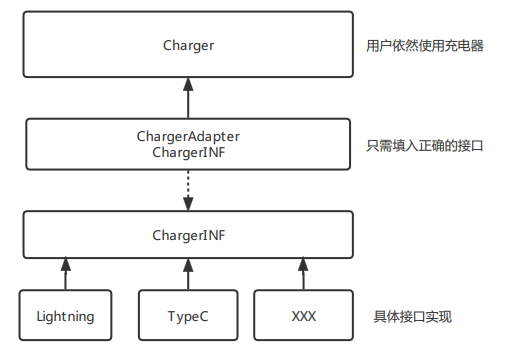 Charger
用户依然使用充电器
ChargerAdapter
ChargerINF
只需填入正确的接口
ChargerINF
Lightning
TypeC
XXX
具体接口实现